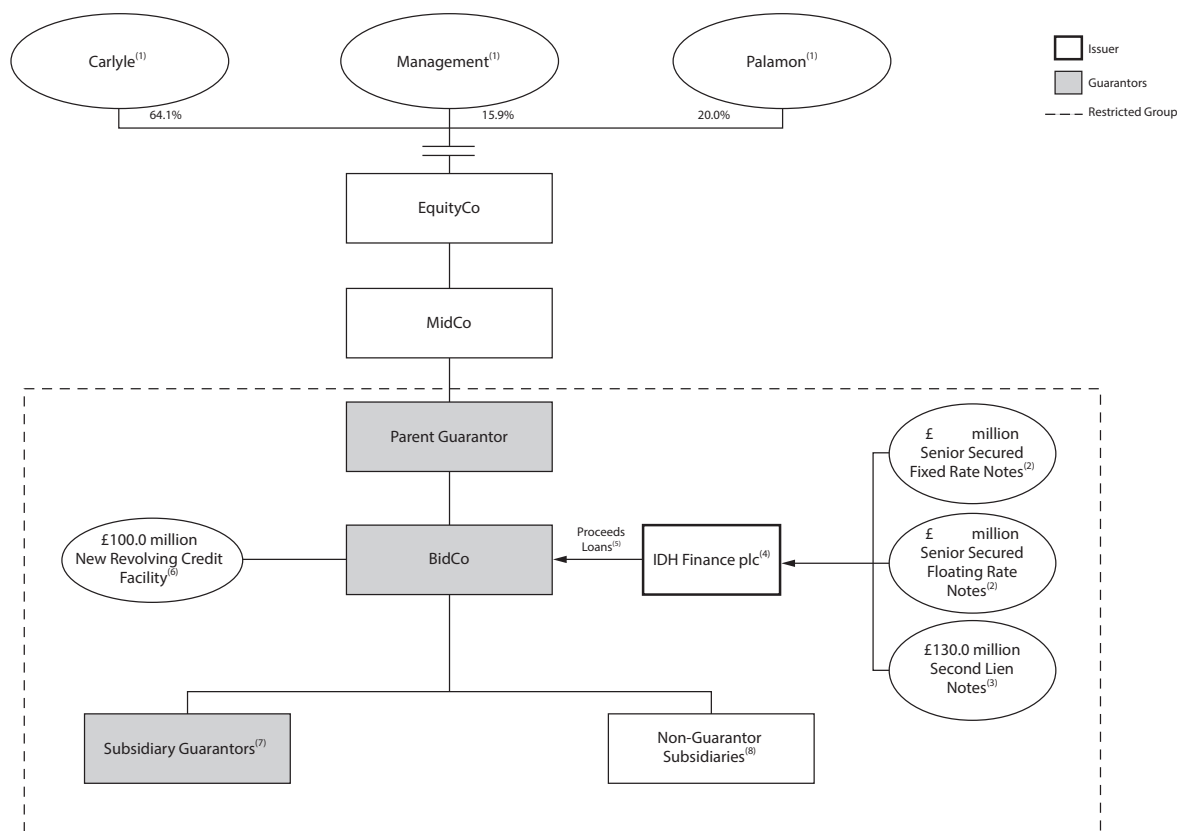 Carlyle(1)
Management(1)
Palamon(1)
Issuer
Guarantors
Restricted Group
64.1%
15.9%
20.0%
EquityCo
MidCo
Parent Guarantor
£ million
Senior Secured
Fixed Rate Notes(2)
£100.0 million
New Revolving Credit
Facility(6)
BidCo
Proceeds
Loans(5)
IDH Finance plc(4)
£ million
Senior Secured
Floating Rate
Notes(2)
£130.0 million
Second Lien
Notes(3)
Subsidiary Guarantors(7)
Non-Guarantor
Subsidiaries(8)